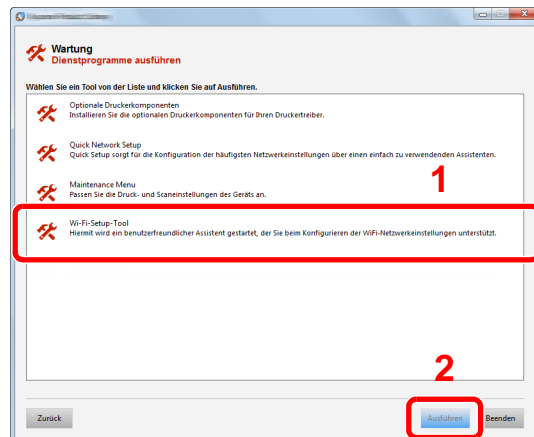 Wartung
Dienstprogramme ausführen
Wählen Sie ein Tool von der Liste und klicken Sie auf Ausführen.
Optionale Druckerkomponenten
Installieren Sie die optionalen Druckerkomponenten für Ihren Druckertreiber.
Quick Network Setup
Quick Setup sorgt für die Konfiguration der häufigsten Netzwerkeinstellungen über einen einfach zu verwendenden Assistenten.
1
Maintenance Menu
Passen Sie die Druck- und Scaneinstellungen des Geräts an.
Wi-Fi-Setup-Tool
Hiermit wird ein benutzerfreundlicher Assistent gestartet, der Sie beim Konfigurieren der WiFi-Netzwerkeinstellungen unterstützt.
2
Zurück
Ausführen
Beenden